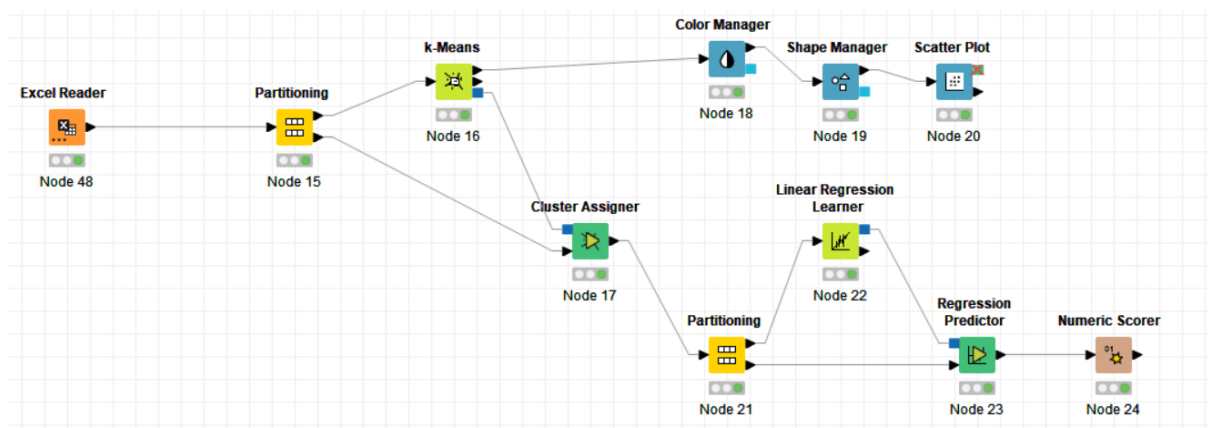 Color Manager
k-Means
Shape Manager
Scatter Plot
Excel Reader
Partitioning
Node 18
Node 16
Node 19
Node 20
Node 48
Node 15
Linear Regression
Learner
Cluster Assigner
Node 17
Node 22
Regression
Predictor
Partitioning
Numeric Scorer
Node 21
Node 23
Node 24